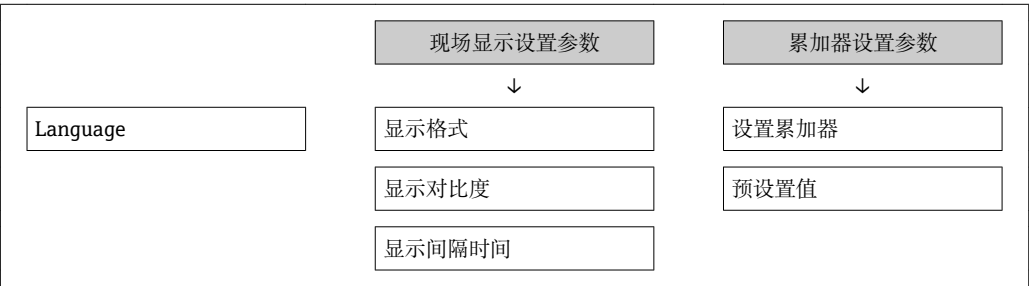 现场显示设置参数
累加器设置参数
↓
↓
Language
显示格式
设置累加器
显示对比度
预设置值
显示间隔时间